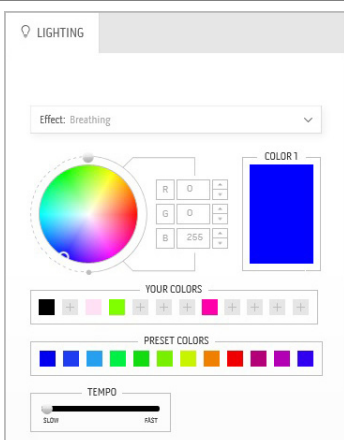 LIGHTING
Effect: Breathing
COLOR 1
R 0
G 0
B 255
YOUR COLORS
PRESET COLORS
TEMPO
SLOW FAST